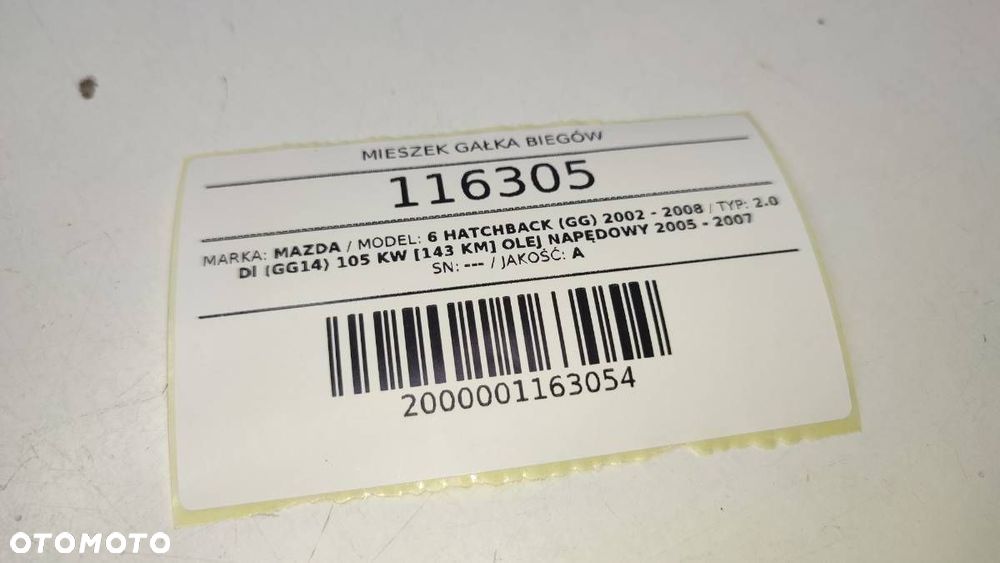 MIESZEK GAŁKA BIEGÓW
116305
MARKA: MAZDA / MODEL: 6 HATCHBACK (GG) 2002 - 2008 / TYP: 2.0
DI (GG14) 105 KW [143 KM] OLEJ NAPĘDOWY 2005 - 2007
SN: --- / JAKOŚĆ: A
2000001163054
OTOMOTO